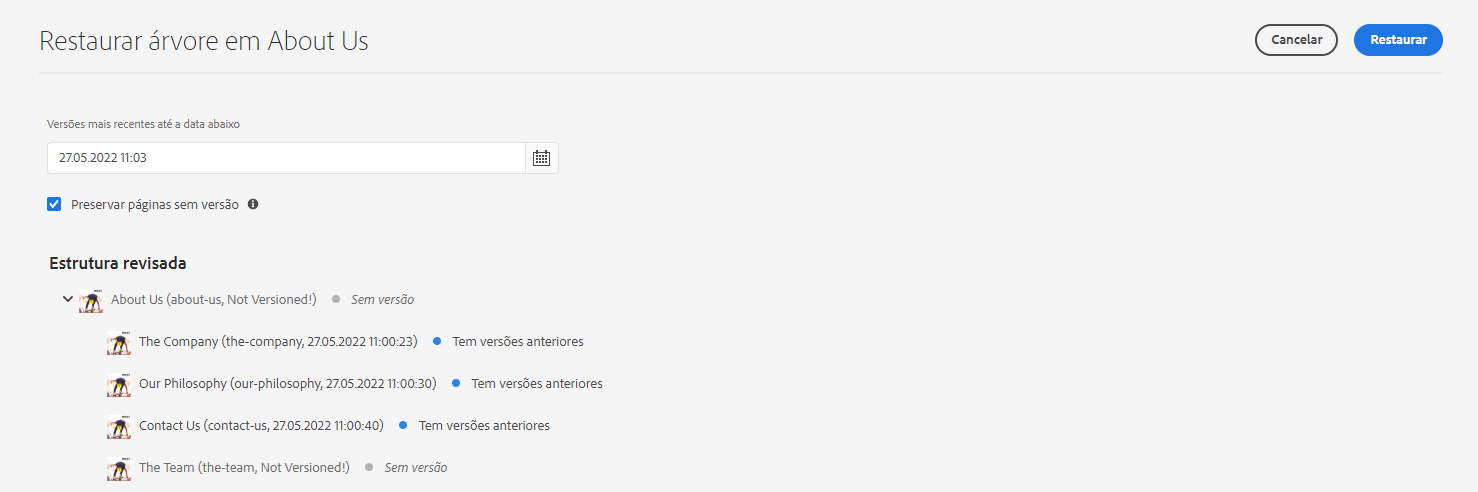 Restaurar árvore em About Us
Cancelar
Restaurar
Versões mais recentes até a data abaixo
27.05.2022 11:03
Preservar páginas sem versão
Estrutura revisada
About Us (about-us, Not Versioned!) Sem versão
The Company (the-company, 27.05.2022 11:00:23) Tem versões anteriores
Our Philosophy (our-philosophy, 27.05.2022 11:00:30) Tem versões anteriores
Contact Us (contact-us, 27.05.2022 11:00:40) Tem versões anteriores
The Team (the-team, Not Versioned!) Sem versão